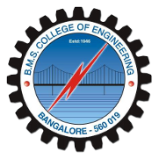 B.M.S. COLLEGE OF ENGINEERING
Estd. 1946
BANGALORE - 560 019